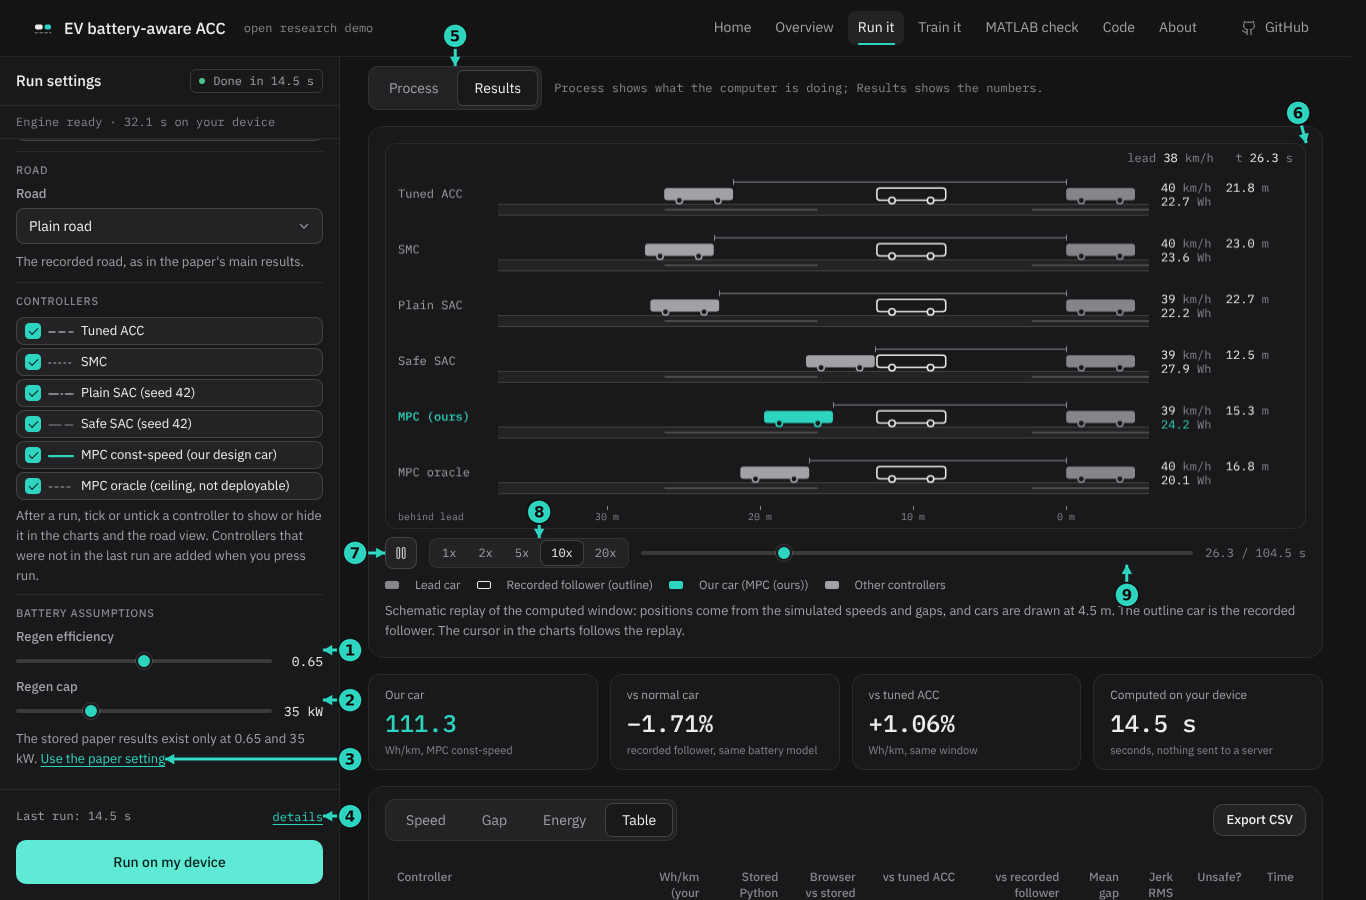 EV battery-aware ACC open research demo Home Overview Run it Train it MATLAB check Code About GitHub
5
Run settings Done in 14.5 s
Engine ready · 32.1 s on your device
ROAD
Road
Plain road
The recorded road, as in the paper's main results.
CONTROLLERS
Tuned ACC
SMC
Plain SAC (seed 42)
Safe SAC (seed 42)
MPC const-speed (our design car)
MPC oracle (ceiling, not deployable)
After a run, tick or untick a controller to show or hide
it in the charts and the road view. Controllers that
were not in the last run are added when you press
run.
BATTERY ASSUMPTIONS
Regen efficiency
0.65
1
Regen cap
35 kW
2
The stored paper results exist only at 0.65 and 35
kW. Use the paper setting
3
Last run: 14.5 s details
4
Run on my device
Process Results Process shows what the computer is doing; Results shows the numbers.
6
lead 38 km/h t 26.3 s
Tuned ACC 40 km/h 21.8 m
22.7 Wh
SMC 40 km/h 23.0 m
23.6 Wh
Plain SAC 39 km/h 22.7 m
22.2 Wh
Safe SAC 39 km/h 12.5 m
27.9 Wh
MPC (ours) 39 km/h 15.3 m
24.2 Wh
MPC oracle 40 km/h 16.8 m
20.1 Wh
behind lead 30 m 20 m 10 m 0 m
8
7
1x 2x 5x 10x 20x 26.3 / 104.5 s
9
Lead car Recorded follower (outline) Our car (MPC (ours)) Other controllers
Schematic replay of the computed window: positions come from the simulated speeds and gaps, and cars are drawn at 4.5 m. The outline car is the recorded
follower. The cursor in the charts follows the replay.
Our car
111.3
Wh/km, MPC const-speed
vs normal car
−1.71%
recorded follower, same battery model
vs tuned ACC
+1.06%
Wh/km, same window
Computed on your device
14.5 s
seconds, nothing sent to a server
Speed Gap Energy Table Export CSV
Controller Wh/km Stored Browser vs tuned ACC vs recorded Mean Jerk Unsafe? Time
(your Python vs stored follower gap RMS